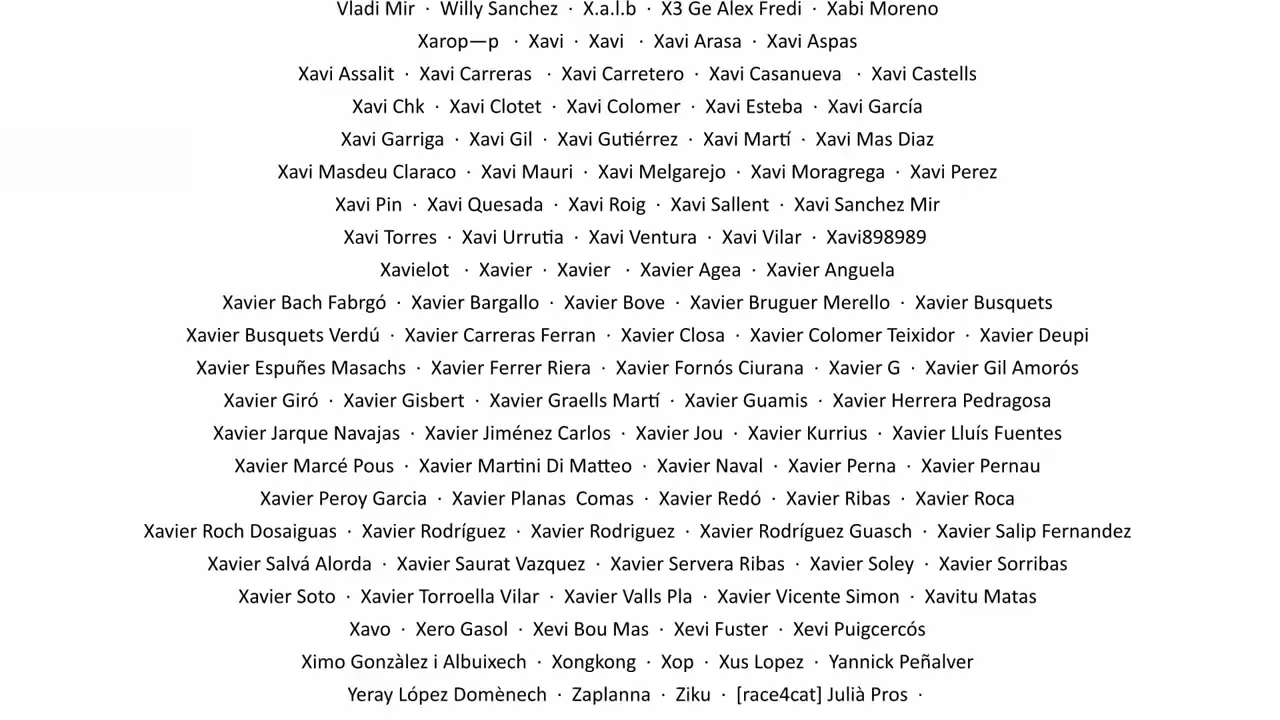 Vladi Mir · Willy Sanchez · X.a.l.b · X3 Ge Alex Fredi · Xabi Moreno
Xarop—p · Xavi · Xavi · Xavi Arasa · Xavi Aspas
Xavi Assalit · Xavi Carreras · Xavi Carretero · Xavi Casanueva · Xavi Castells
Xavi Chk · Xavi Clotet · Xavi Colomer · Xavi Esteba · Xavi García
Xavi Garriga · Xavi Gil · Xavi Gutiérrez · Xavi Martí · Xavi Mas Diaz
Xavi Masdeu Claraco · Xavi Mauri · Xavi Melgarejo · Xavi Moragrega · Xavi Perez
Xavi Pin · Xavi Quesada · Xavi Roig · Xavi Sallent · Xavi Sanchez Mir
Xavi Torres · Xavi Urrutia · Xavi Ventura · Xavi Vilar · Xavi898989
Xavielot · Xavier · Xavier · Xavier Agea · Xavier Anguela
Xavier Bach Fabrgó · Xavier Bargallo · Xavier Bove · Xavier Bruguer Merello · Xavier Busquets
Xavier Busquets Verdú · Xavier Carreras Ferran · Xavier Closa · Xavier Colomer Teixidor · Xavier Deupi
Xavier Espuñes Masachs · Xavier Ferrer Riera · Xavier Fornós Ciurana · Xavier G · Xavier Gil Amorós
Xavier Giró · Xavier Gisbert · Xavier Graells Martí · Xavier Guamis · Xavier Herrera Pedragosa
Xavier Jarque Navajas · Xavier Jiménez Carlos · Xavier Jou · Xavier Kurrius · Xavier Lluís Fuentes
Xavier Marcé Pous · Xavier Martini Di Matteo · Xavier Naval · Xavier Perna · Xavier Pernau
Xavier Peroy Garcia · Xavier Planas Comas · Xavier Redó · Xavier Ribas · Xavier Roca
Xavier Roch Dosaiguas · Xavier Rodríguez · Xavier Rodriguez · Xavier Rodríguez Guasch · Xavier Salip Fernandez
Xavier Salvá Alorda · Xavier Saurat Vazquez · Xavier Servera Ribas · Xavier Soley · Xavier Sorribas
Xavier Soto · Xavier Torroella Vilar · Xavier Valls Pla · Xavier Vicente Simon · Xavitu Matas
Xavo · Xero Gasol · Xevi Bou Mas · Xevi Fuster · Xevi Puigcercós
Ximo Gonzàlez i Albuixech · Xongkong · Xop · Xus Lopez · Yannick Peñalver
Yeray López Domènech · Zaplanna · Ziku · [race4cat] Julià Pros ·